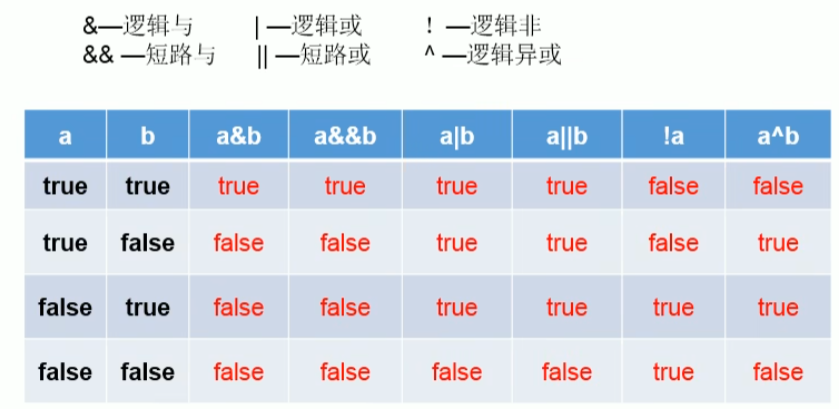 &—逻辑与 | —逻辑或 ! —逻辑非
&& —短路与 || —短路或 ^ —逻辑异或
a b a&b a&&b a|b a||b !a a^b
true true true true true true false false
true false false false true true false true
false true false false true true true true
false false false false false false true false